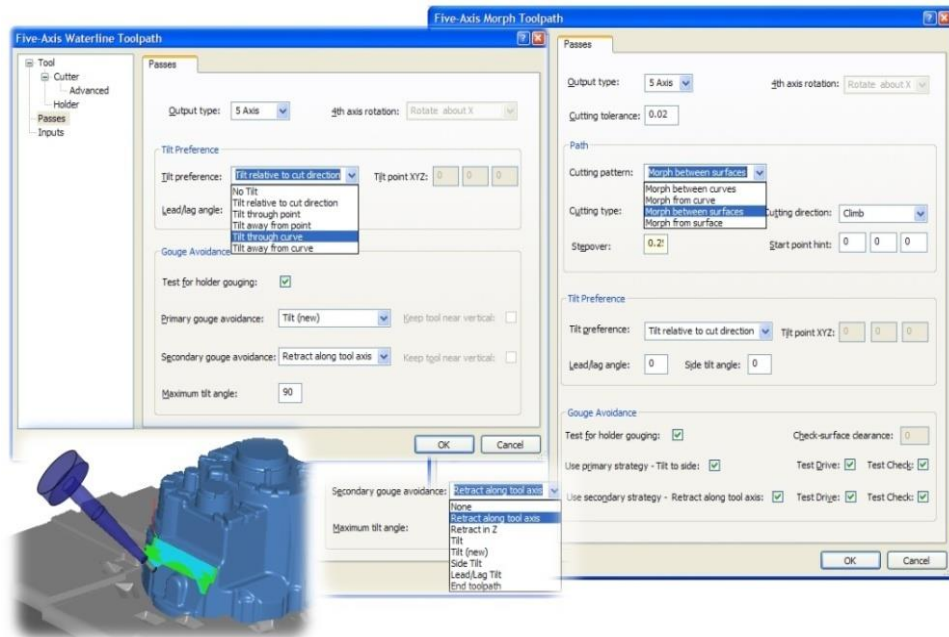 Five-Axis Waterline Toolpath
Tool
Cutter
Advanced
Holder
Passes
Inputs
Passes
Output type: 5 Axis 4th axis rotation: Rotate about X
Tilt Preference
Tilt preference: Tilt relative to cut direction Tilt point XYZ: 0 0 0
No Tilt
Tilt relative to cut direction
Tilt through point
Tilt away from point
Tilt through curve
Tilt away from curve
Lead/lag angle:
Gouge Avoidance
Test for holder gouging:
Primary gouge avoidance: Tilt (new) Keep tool near vertical:
Secondary gouge avoidance: Retract along tool axis Keep tool near vertical:
Maximum tilt angle: 90
OK Cancel
Secondary gouge avoidance: Retract along tool axis
None
Retract along tool axis
Retract in Z
Tilt
Tilt (new)
Side Tilt
Lead/Lag Tilt
End toolpath
Maximum tilt angle:
Five-Axis Morph Toolpath
Passes
Output type: 5 Axis 4th axis rotation: Rotate about X
Cutting tolerance: 0.02
Path
Cutting pattern: Morph between surfaces
Morph between curves
Morph from curve
Morph between surfaces
Morph from surface
Cutting type: Cutting direction: Climb
Stepover: 0.2 Start point hint: 0 0 0
Tilt Preference
Tilt preference: Tilt relative to cut direction Tilt point XYZ: 0 0 0
Lead/lag angle: 0 Side tilt angle: 0
Gouge Avoidance
Test for holder gouging: Check-surface clearance: 0
Use primary strategy - Tilt to side: Test Drive: Test Check:
Use secondary strategy - Retract along tool axis: Test Drive: Test Check:
OK Cancel